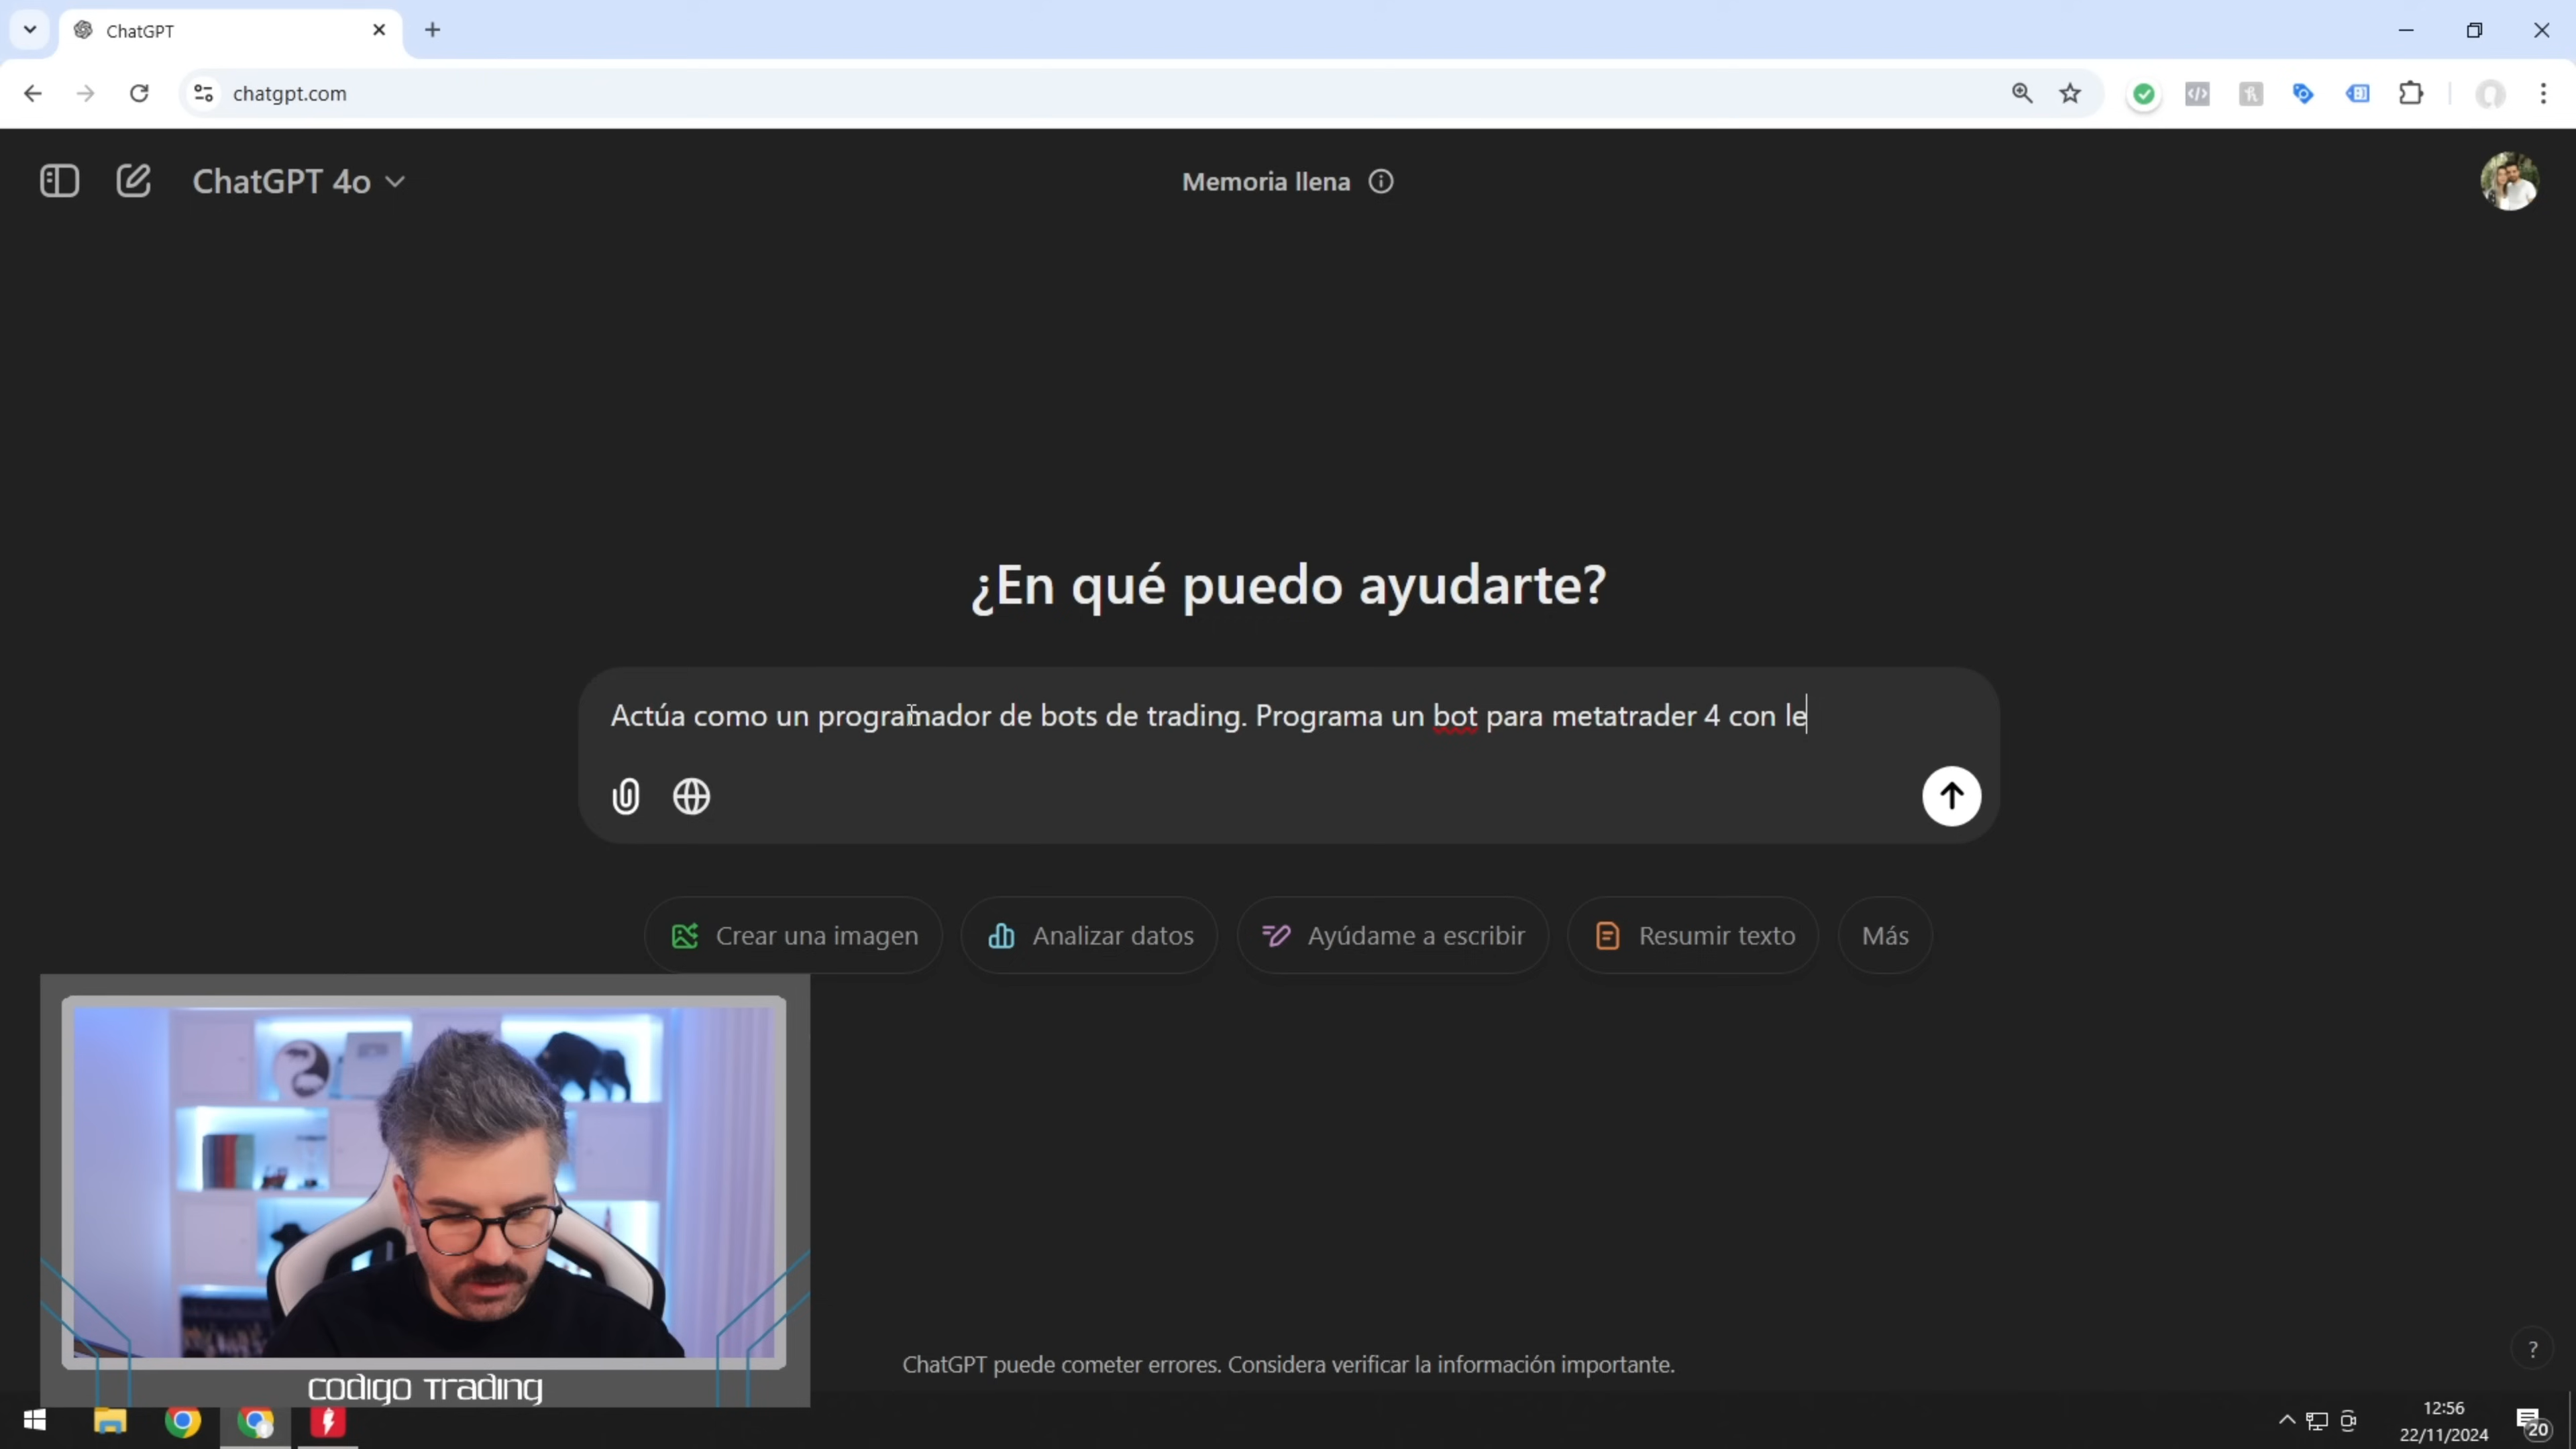 ChatGPT
chatgpt.com
ChatGPT 4o
Memoria llena
¿En qué puedo ayudarte?
Actúa como un programador de bots de trading. Programa un bot para metatrader 4 con le
Crear una imagen
Analizar datos
Ayúdame a escribir
Resumir texto
Más
codigo Trading
ChatGPT puede cometer errores. Considera verificar la información importante.
?
12:56
22/11/2024
20